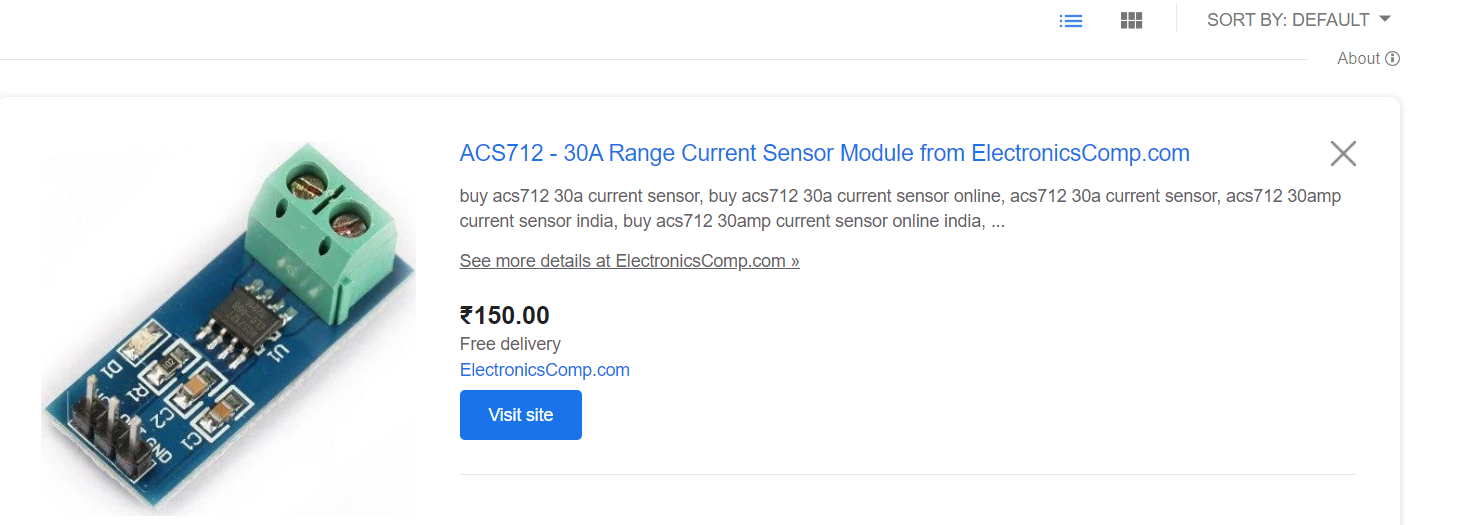 SORT BY: DEFAULT
About
ACS712 - 30A Range Current Sensor Module from ElectronicsComp.com
buy acs712 30a current sensor, buy acs712 30a current sensor online, acs712 30a current sensor, acs712 30amp
current sensor india, buy acs712 30amp current sensor online india, ...
See more details at ElectronicsComp.com »
₹150.00
Free delivery
ElectronicsComp.com
Visit site
U1
D1
R1
C2
C1
GND